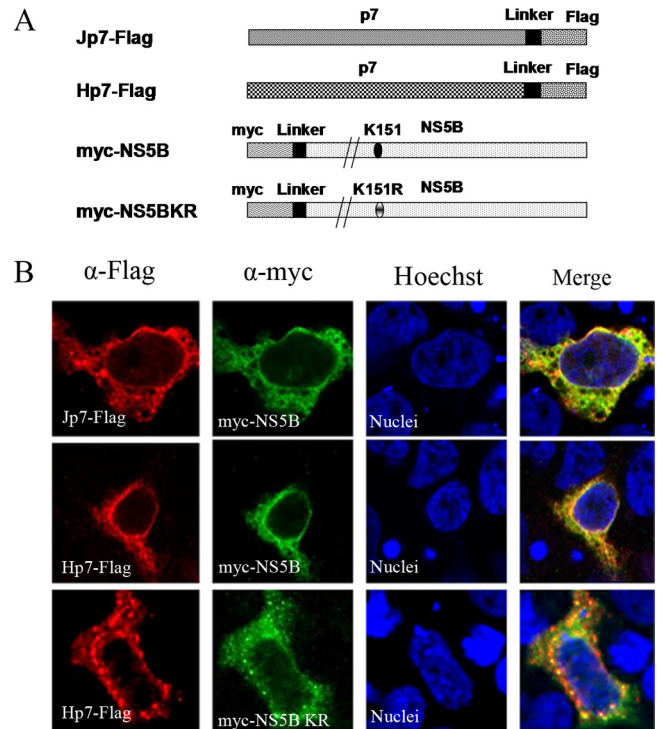 A
p7 Linker Flag
Jp7-Flag
p7 Linker Flag
Hp7-Flag
myc Linker K151 NS5B
myc-NS5B
myc Linker K151R NS5B
myc-NS5BKR
B
α-Flag α-myc Hoechst Merge
Jp7-Flag myc-NS5B Nuclei
Hp7-Flag myc-NS5B Nuclei
Hp7-Flag myc-NS5B KR Nuclei